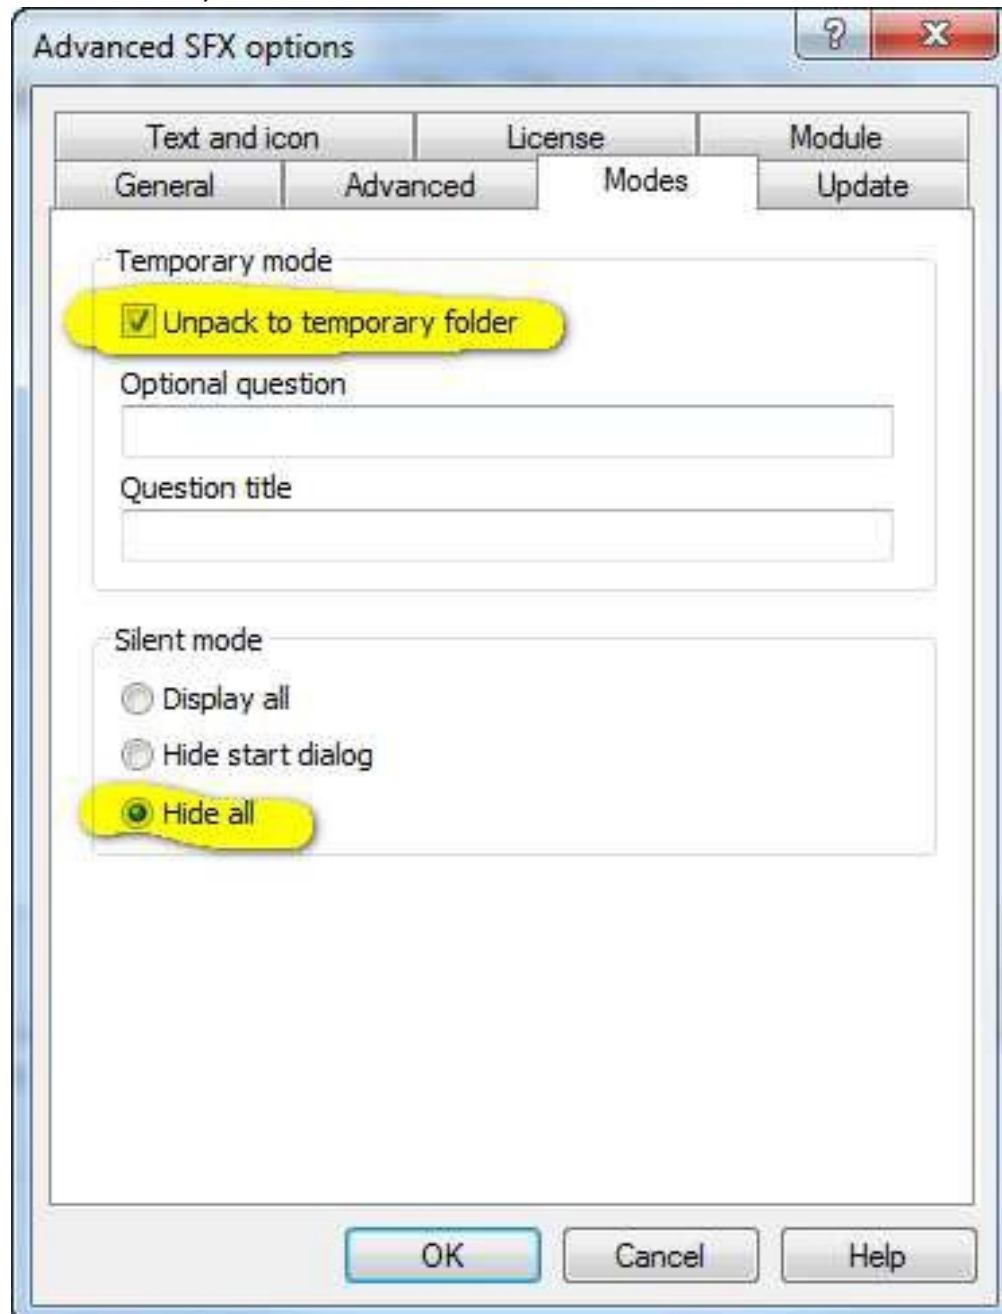 Advanced SFX options
Text and icon License Module
General Advanced Modes Update
Temporary mode
Unpack to temporary folder
Optional question
Question title
Silent mode
Display all
Hide start dialog
Hide all
OK Cancel Help